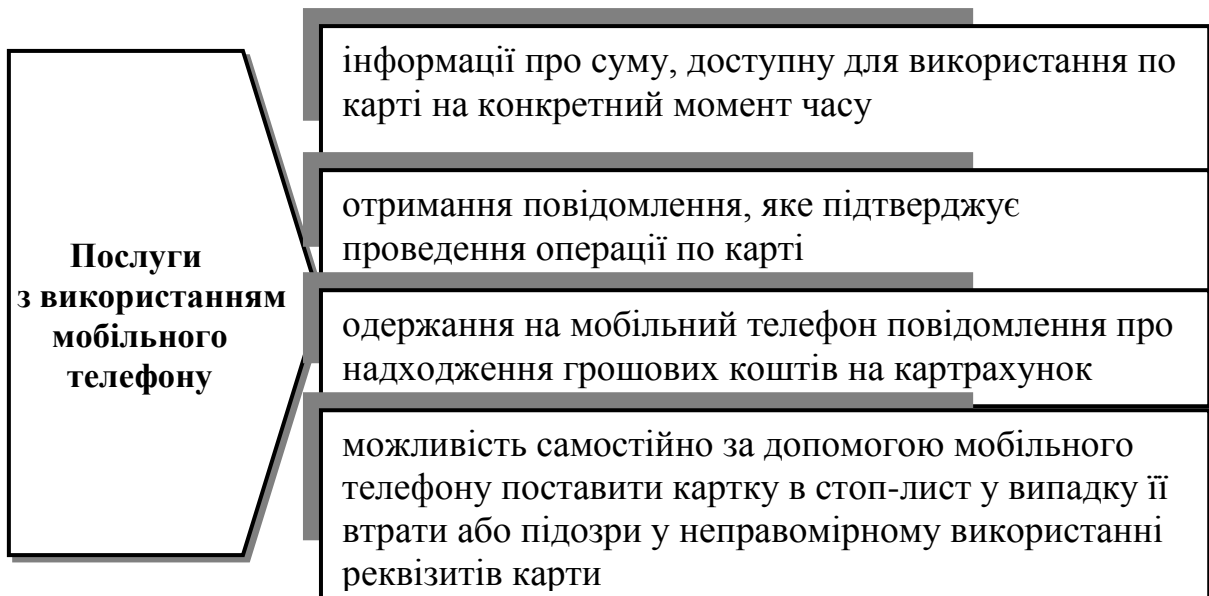 Послуги
з використанням
мобільного
телефону
інформації про суму, доступну для використання по
карті на конкретний момент часу
отримання повідомлення, яке підтверджує
проведення операції по карті
одержання на мобільний телефон повідомлення про
надходження грошових коштів на картрахунок
можливість самостійно за допомогою мобільного
телефону поставити картку в стоп-лист у випадку її
втрати або підозри у неправомірному використанні
реквізитів карти